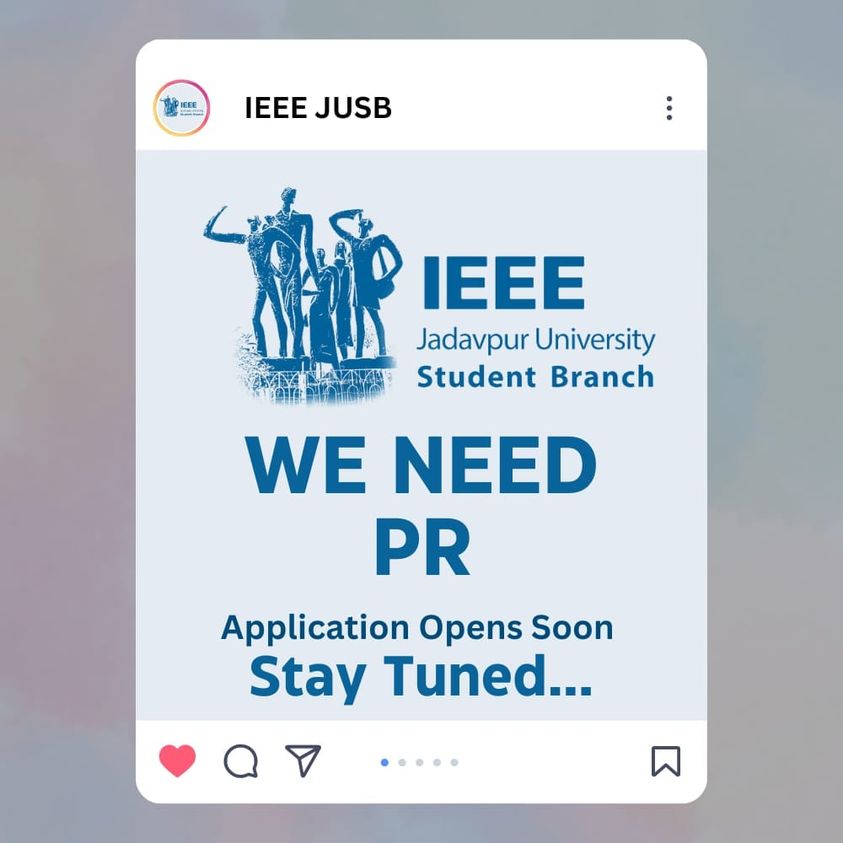 IEEE JUSB
IEEE
Jadavpur University
Student Branch
WE NEED
PR
Application Opens Soon
Stay Tuned...